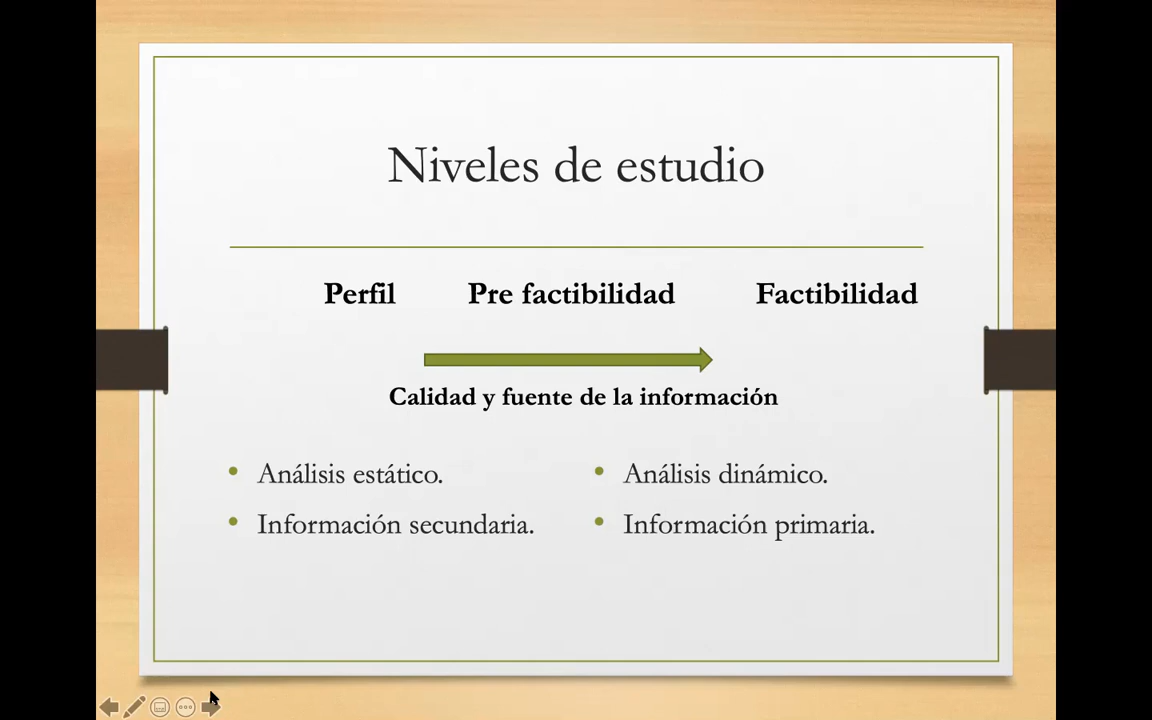 Niveles de estudio
Perfil Pre factibilidad Factibilidad
Calidad y fuente de la información
• Análisis estático.
• Información secundaria.
• Análisis dinámico.
• Información primaria.